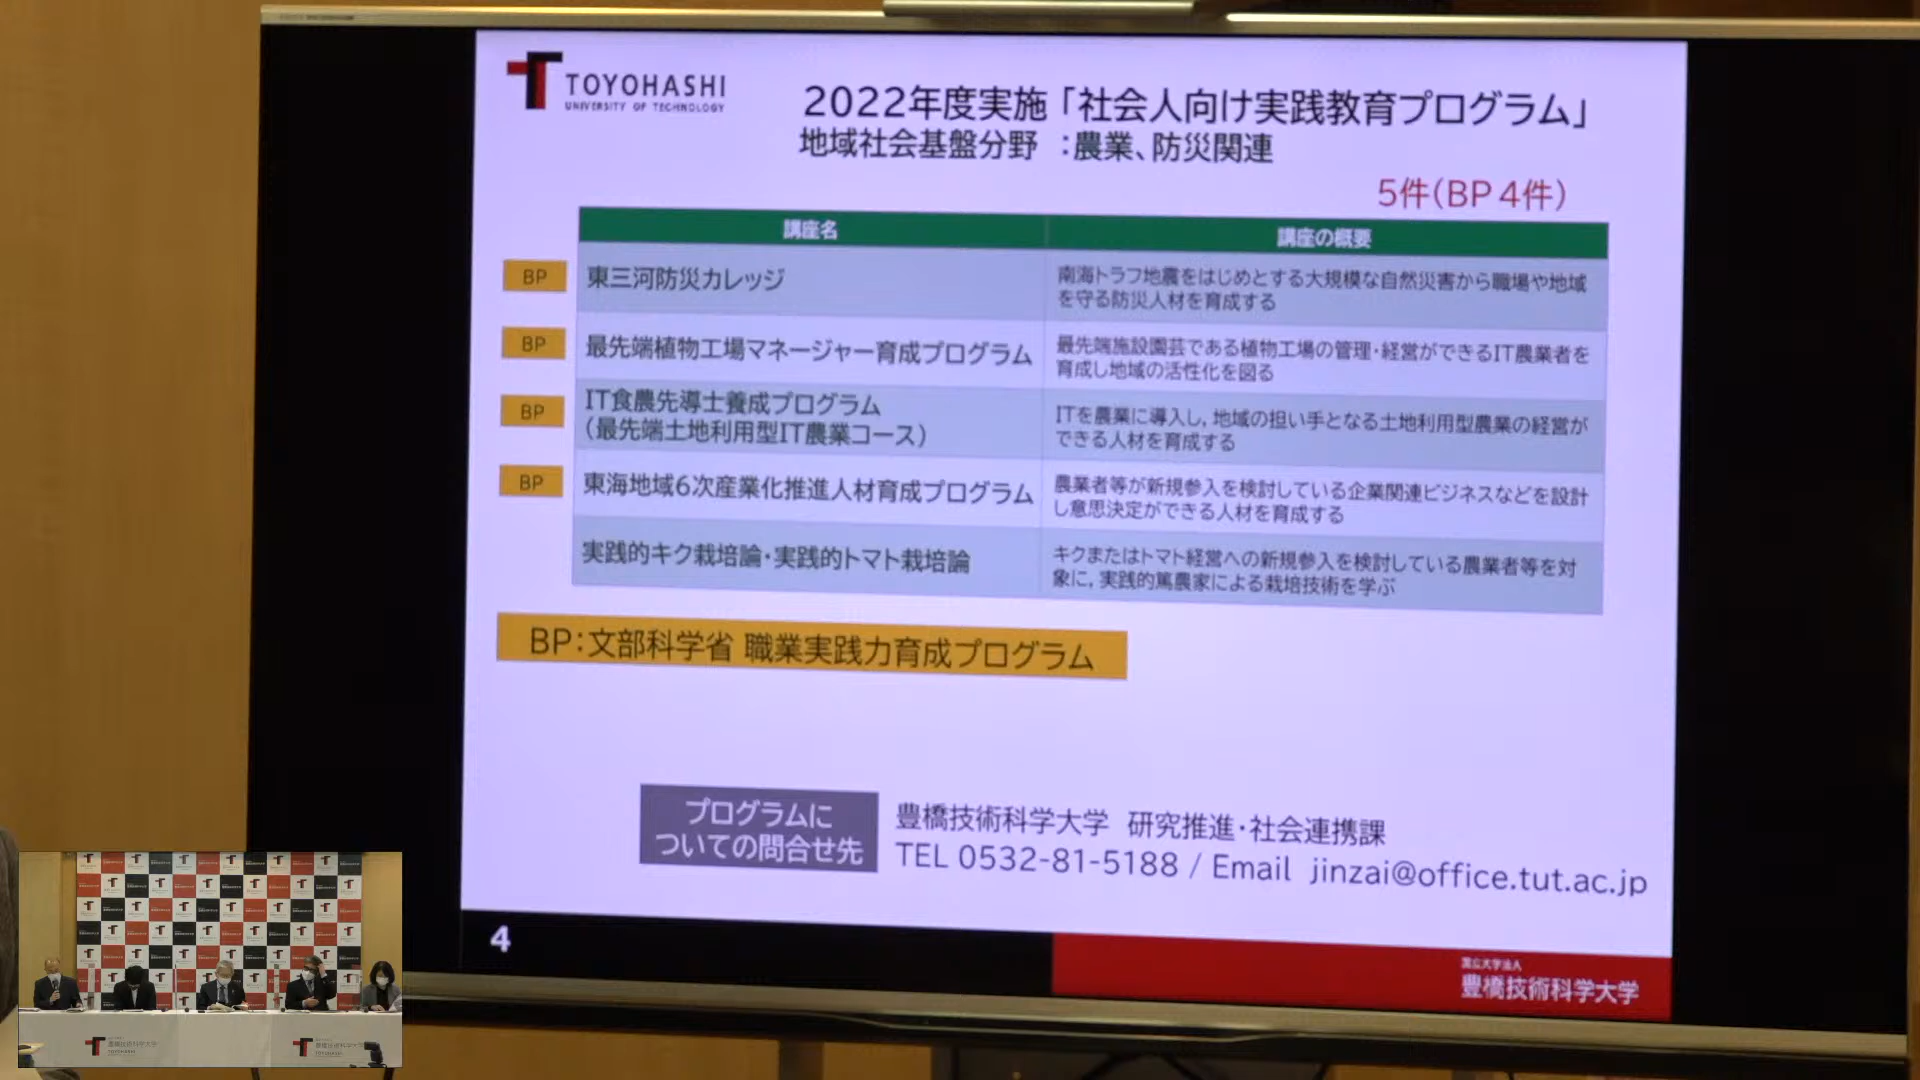 TOYOHASHI
UNIVERSITY OF TECHNOLOGY
2022年度実施「社会人向け実践教育プログラム」
地域社会基盤分野 :農業、防災関連
5件(BP 4件)
講座名
講座の概要
BP
東三河防災カレッジ
南海トラフ地震をはじめとする大規模な自然災害から職場や地域
を守る防災人材を育成する
BP
最先端植物工場マネージャー育成プログラム
最先端施設園芸である植物工場の管理・経営ができるIT農業者を
育成し地域の活性化を図る
BP
IT食農先導士養成プログラム
(最先端土地利用型IT農業コース)
ITを農業に導入し,地域の担い手となる土地利用型農業の経営が
できる人材を育成する
BP
東海地域6次産業化推進人材育成プログラム
農業者等が新規参入を検討している企業関連ビジネスなどを設計
し意思決定ができる人材を育成する
実践的キク栽培論・実践的トマト栽培論
キクまたはトマト経営への新規参入を検討している農業者等を対
象に,実践的篤農家による栽培技術を学ぶ
BP:文部科学省 職業実践力育成プログラム
プログラムに
ついての問合せ先
豊橋技術科学大学 研究推進・社会連携課
TEL 0532-81-5188 / Email jinzai@office.tut.ac.jp
4
国立大学法人
豊橋技術科学大学
豊橋技術科学大学
TOYOHASHI
豊橋技術科学大学
TOYOHASHI